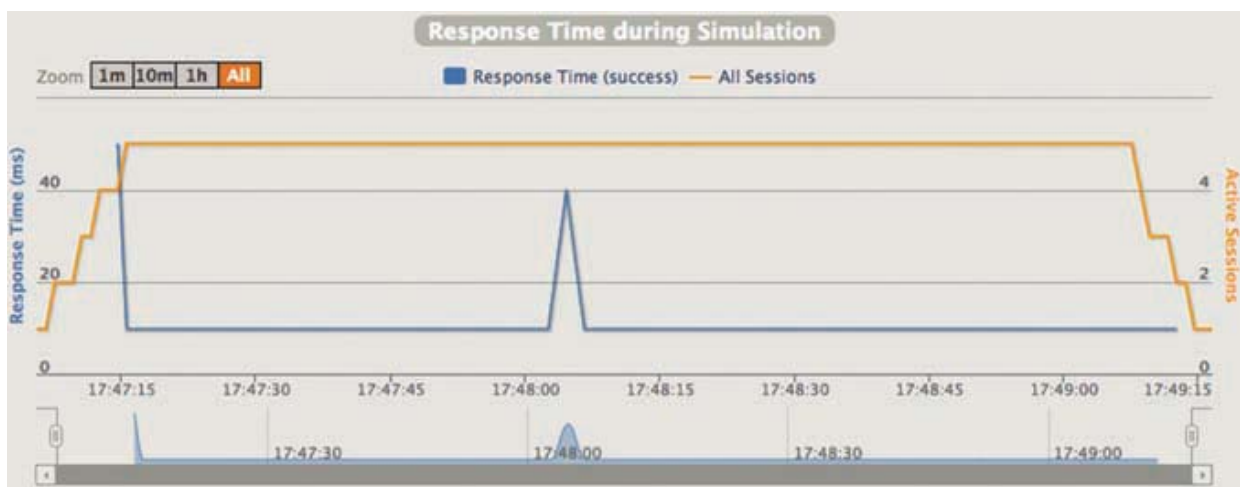 Response Time during Simulation
Zoom 1m 10m 1h All
Response Time (success) All Sessions
Response Time (ms)
40
20
0
4
2
0
Active Sessions
17:47:15 17:47:30 17:47:45 17:48:00 17:48:15 17:48:30 17:48:45 17:49:00 17:49:15
17:47:30 17:48:00 17:48:30 17:49:00